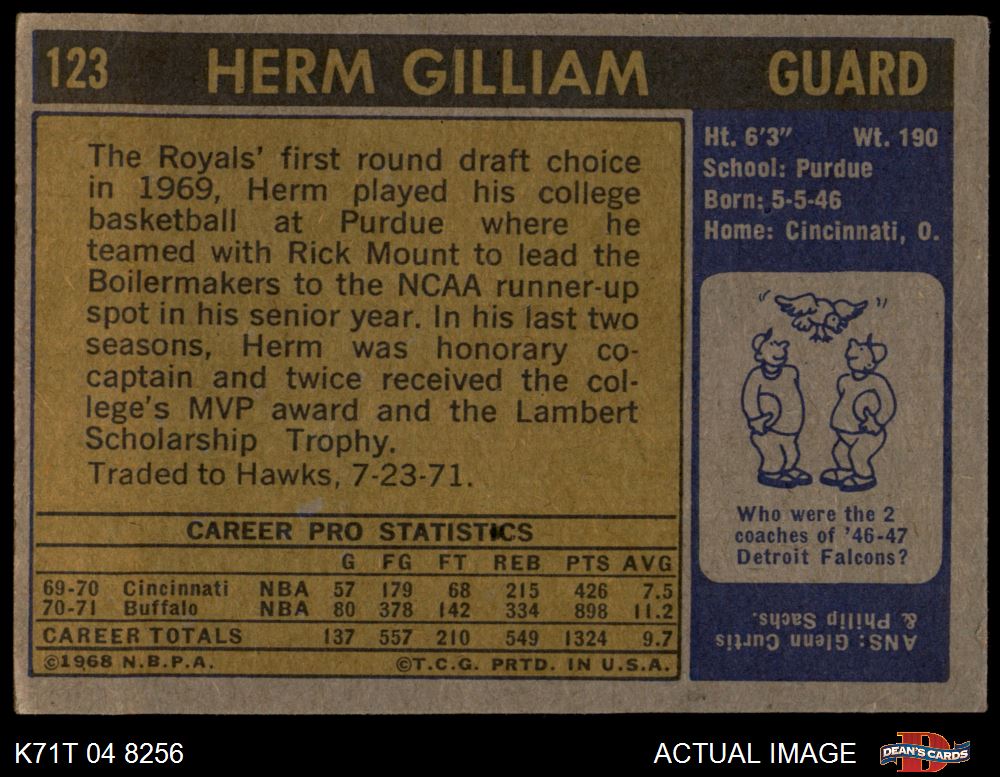 123 HERM GILLIAM GUARD
The Royals' first round draft choice
in 1969, Herm played his college
basketball at Purdue where he
teamed with Rick Mount to lead the
Boilermakers to the NCAA runner-up
spot in his senior year. In his last two
seasons, Herm was honorary co-
captain and twice received the col-
lege's MVP award and the Lambert
Scholarship Trophy.
Traded to Hawks, 7-23-71.
CAREER PRO STATISTICS
G FG FT REB PTS AVG
69-70 Cincinnati NBA 57 179 68 215 426 7.5
70-71 Buffalo NBA 80 378 142 334 898 11.2
CAREER TOTALS 137 557 210 549 1324 9.7
©1968 N.B.P.A. ©T.C.G. PRTD. IN U.S.A.
Ht. 6'3" Wt. 190
School: Purdue
Born: 5-5-46
Home: Cincinnati, O.
Who were the 2
coaches of '46-47
Detroit Falcons?
ANS: Glenn Curtis
& Philip Sachs.
K71T 04 8256 ACTUAL IMAGE
D
DEAN'S CARDS